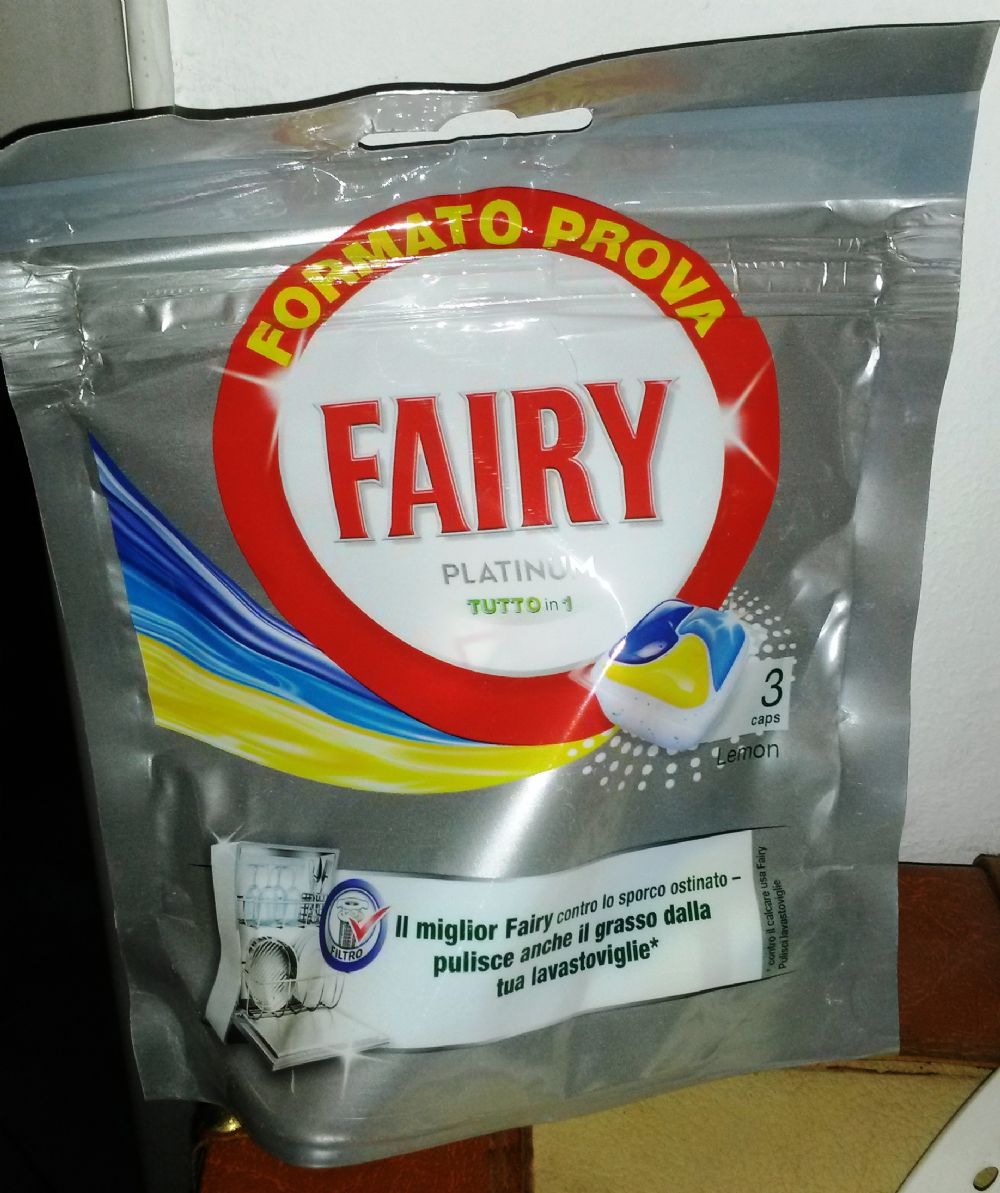 FORMATO PROVA
FAIRY
PLATINUM
TUTTO in 1
3
caps
Lemon
FILTRO
Il miglior Fairy contro lo sporco ostinato –
pulisce anche il grasso dalla
tua lavastoviglie*
*contro il calcare usa Fairy
Pulisci lavastoviglie